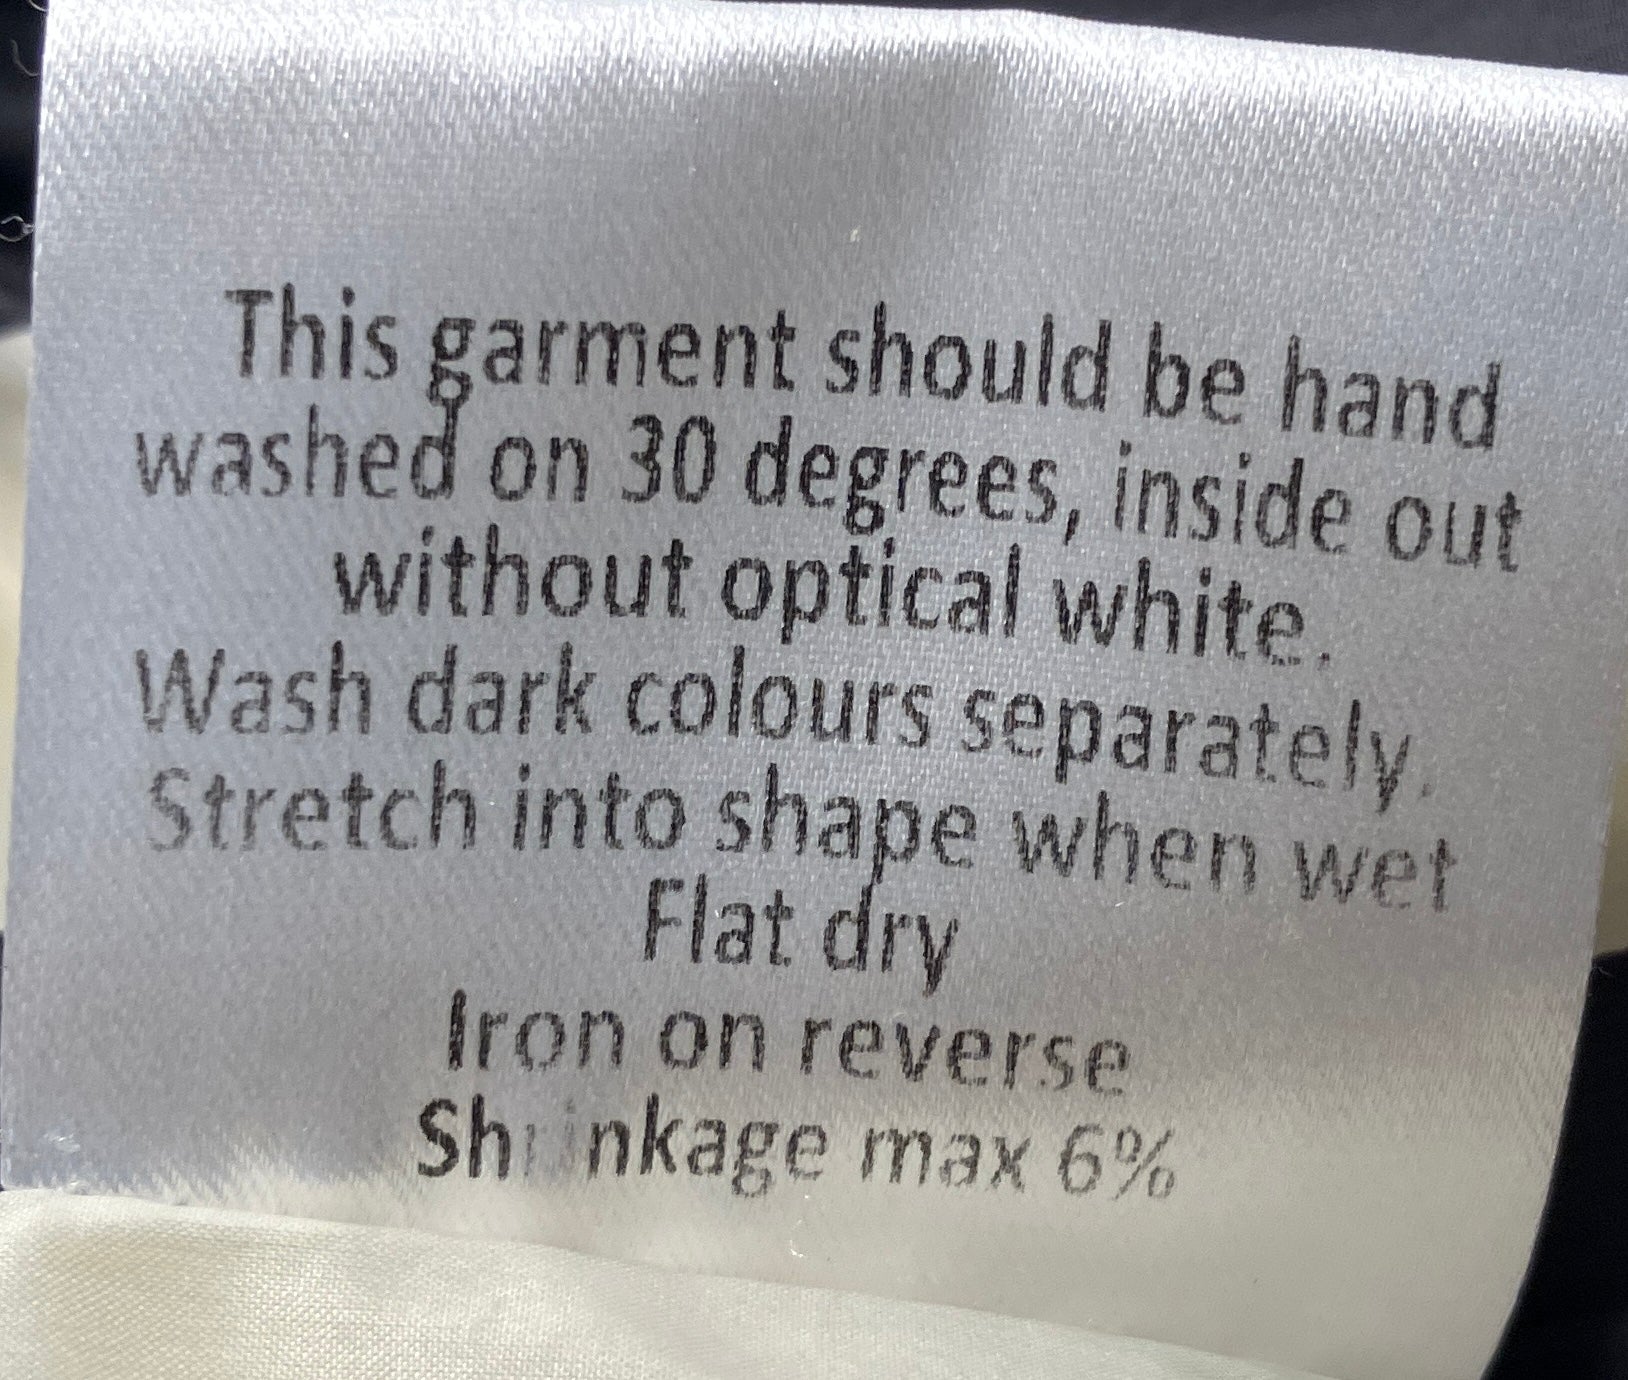 This garment should be hand
washed on 30 degrees, inside out
without optical white.
Wash dark colours separately.
Stretch into shape when wet
Flat dry
Iron on reverse
Shrinkage max 6%